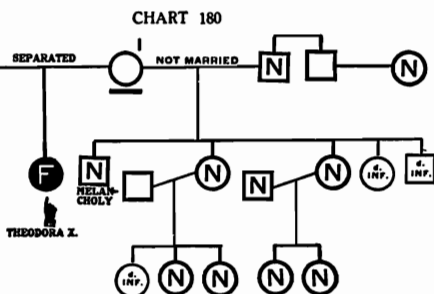 CHART 180
I
SEPARATED
NOT MARRIED
N
N
F
N
N
N
d. INF.
d. INF.
MELAN-
CHOLY
N
THEODORA X.
d. INF.
N
N
N
N